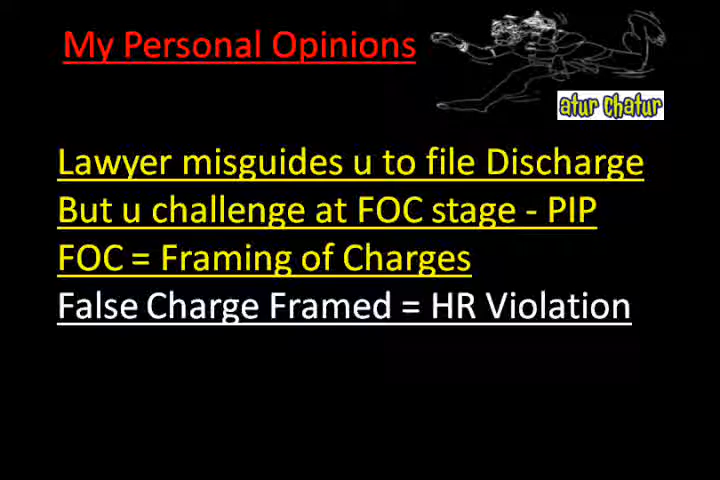 My Personal Opinions
atur chatur
Lawyer misguides u to file Discharge
But u challenge at FOC stage - PIP
FOC = Framing of Charges
False Charge Framed = HR Violation